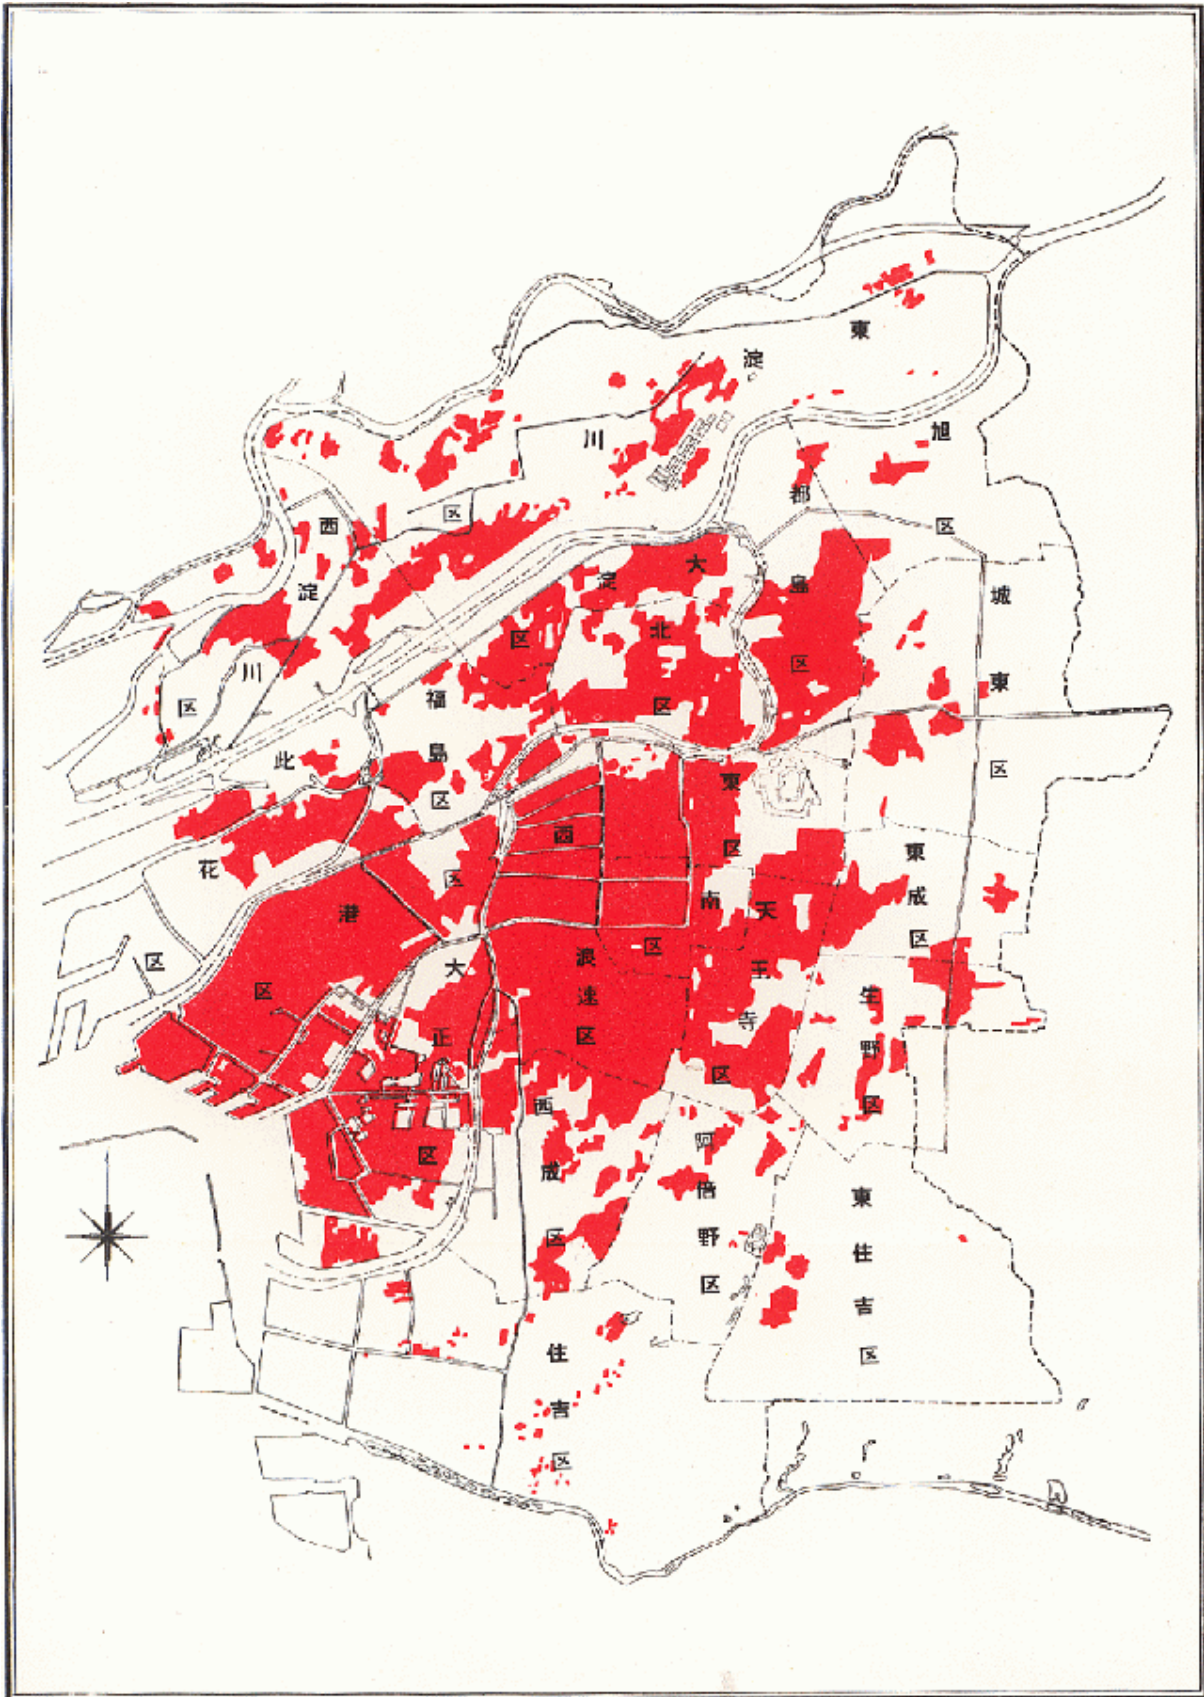 東淀川区
旭区
西淀川区
都島区
大淀区
北区
城東区
福島区
此花区
東区
西区
港区
南区
天王寺区
東成区
大正区
浪速区
生野区
西成区
阿倍野区
東住吉区
住吉区